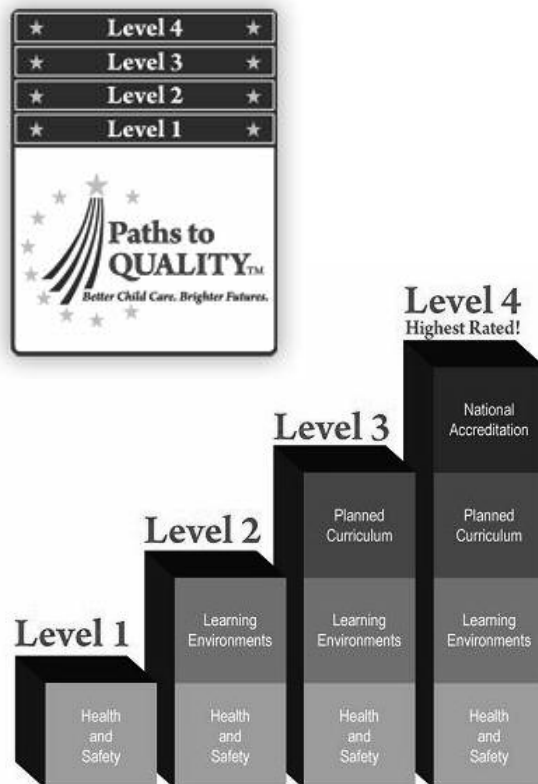 Level 4
Level 3
Level 2
Level 1
Paths to
QUALITY™
Better Child Care. Brighter Futures.
Level 4
Highest Rated!
National
Accreditation
Level 3
Planned
Curriculum
Planned
Curriculum
Level 2
Learning
Environments
Learning
Environments
Learning
Environments
Level 1
Health
and
Safety
Health
and
Safety
Health
and
Safety
Health
and
Safety